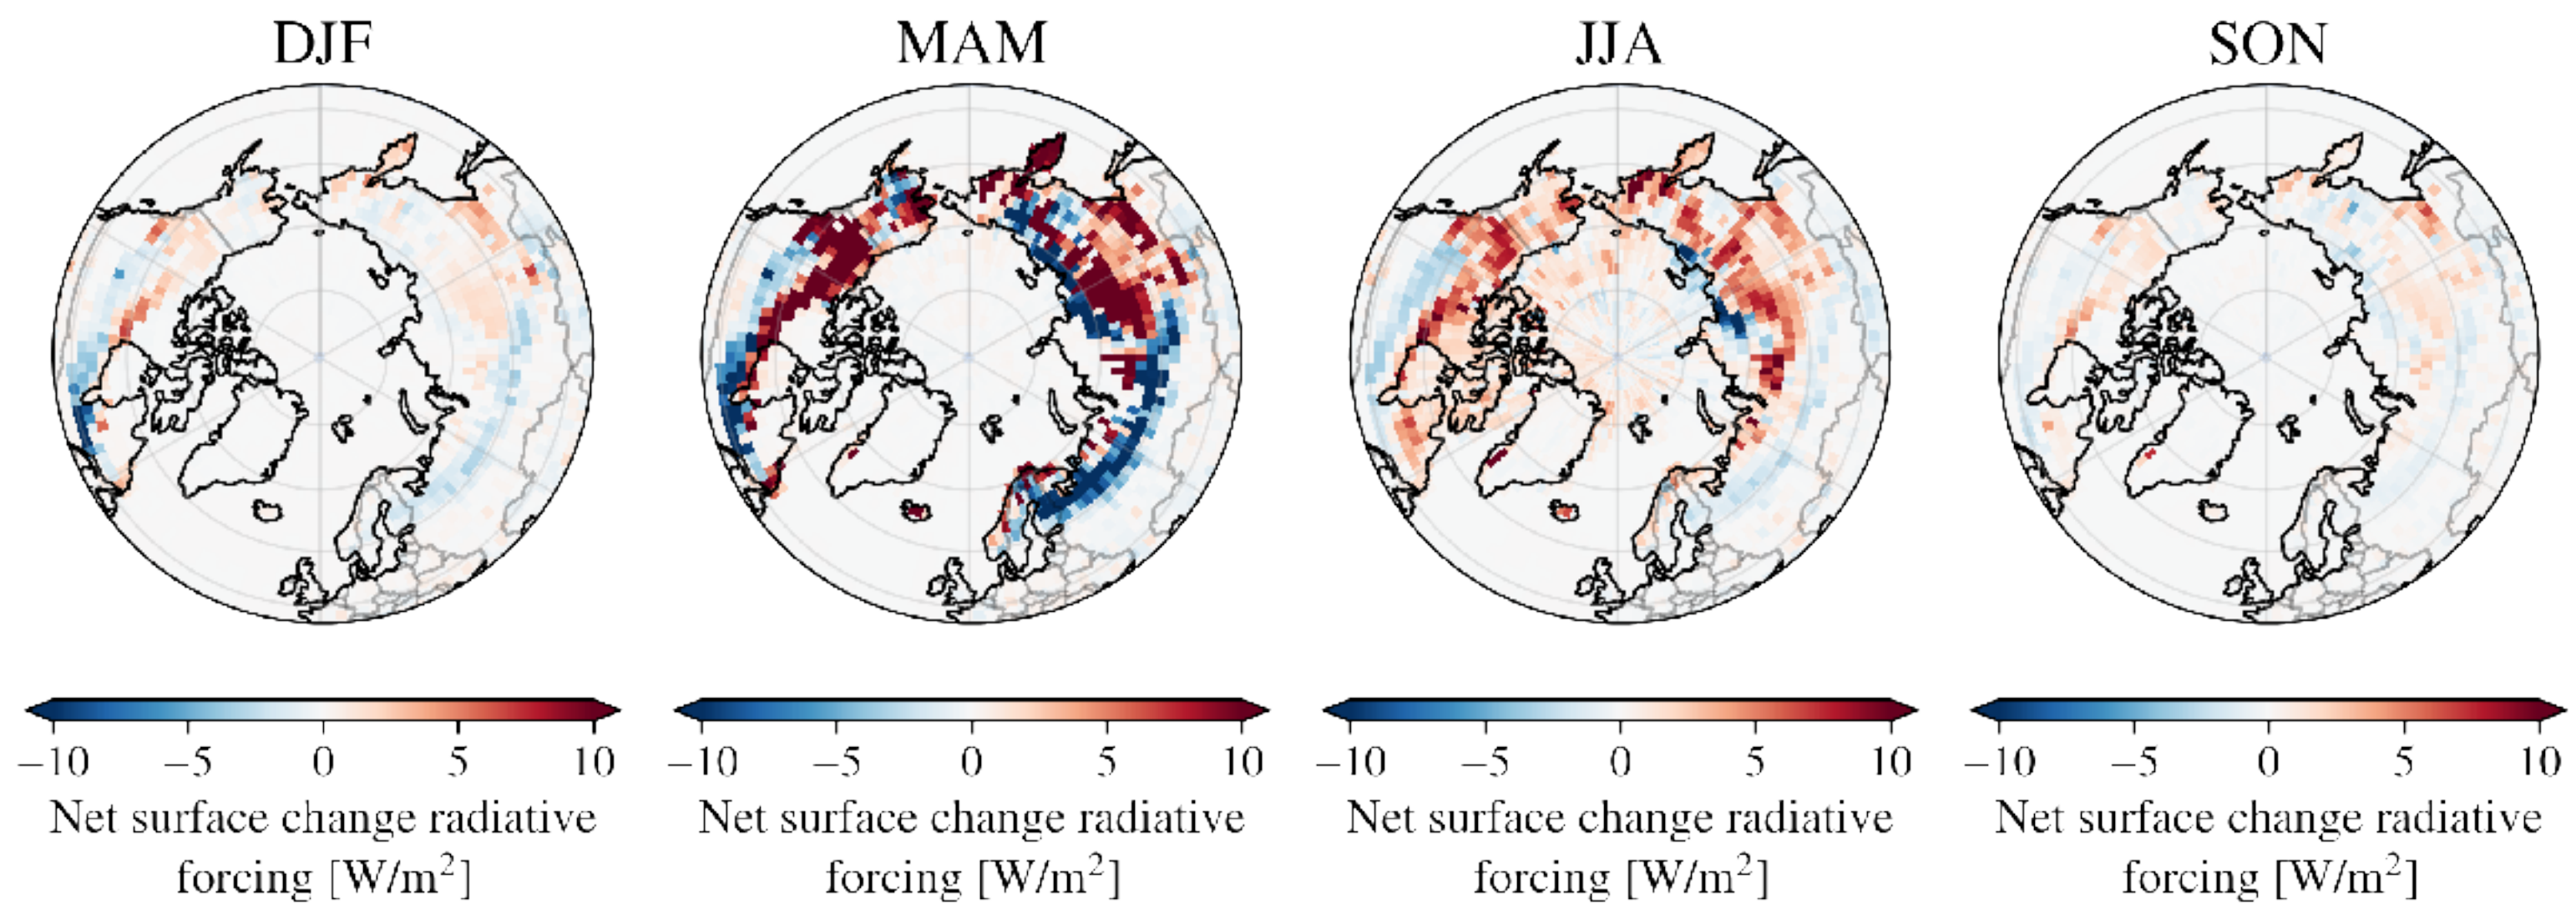 DJF MAM JJA SON
−10 −5 0 5 10 −10 −5 0 5 10 −10 −5 0 5 10 −10 −5 0 5 10
Net surface change radiative Net surface change radiative Net surface change radiative Net surface change radiative
forcing [W/m²] forcing [W/m²] forcing [W/m²] forcing [W/m²]